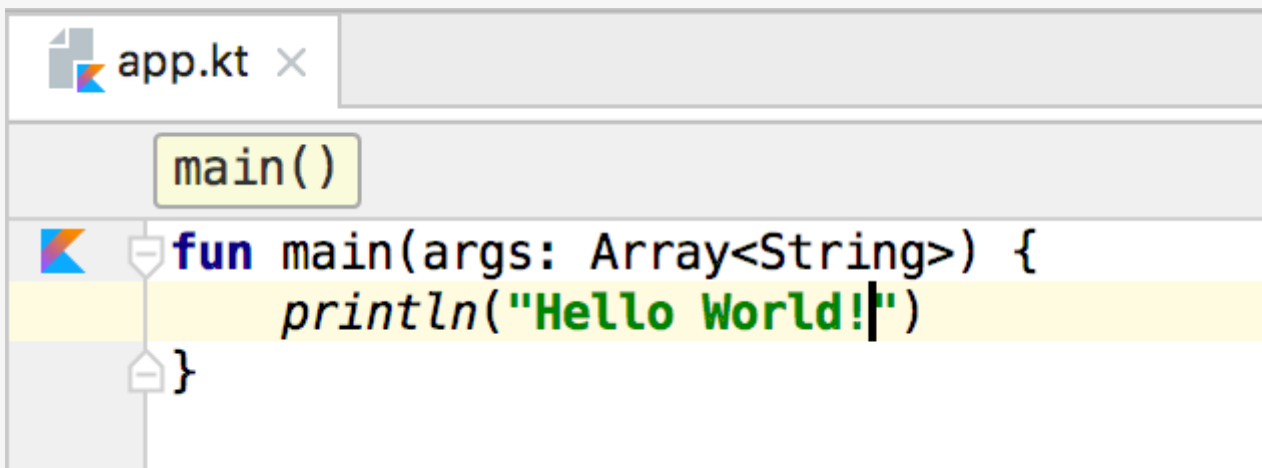 app.kt
main()
fun main(args: Array<String>) {
    println("Hello World!")
}